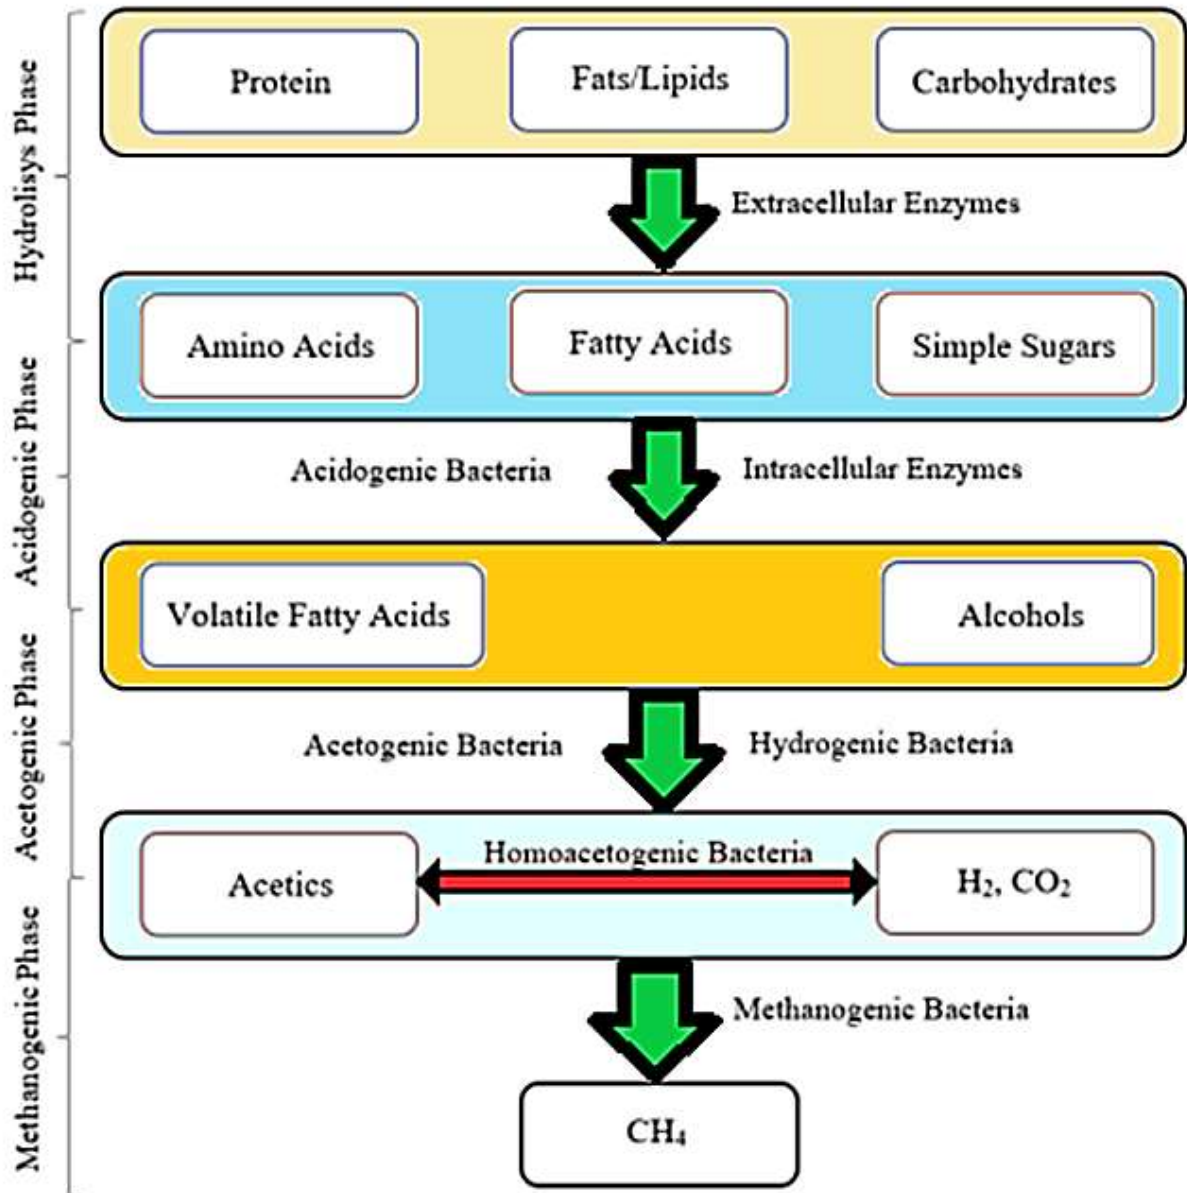 Hydrolisys Phase
Protein
Fats/Lipids
Carbohydrates
Extracellular Enzymes
Amino Acids
Fatty Acids
Simple Sugars
Acidogenic Phase
Acidogenic Bacteria
Intracellular Enzymes
Volatile Fatty Acids
Alcohols
Acetogenic Phase
Acetogenic Bacteria
Hydrogenic Bacteria
Homoacetogenic Bacteria
Acetics
H₂, CO₂
Methanogenic Phase
Methanogenic Bacteria
CH₄